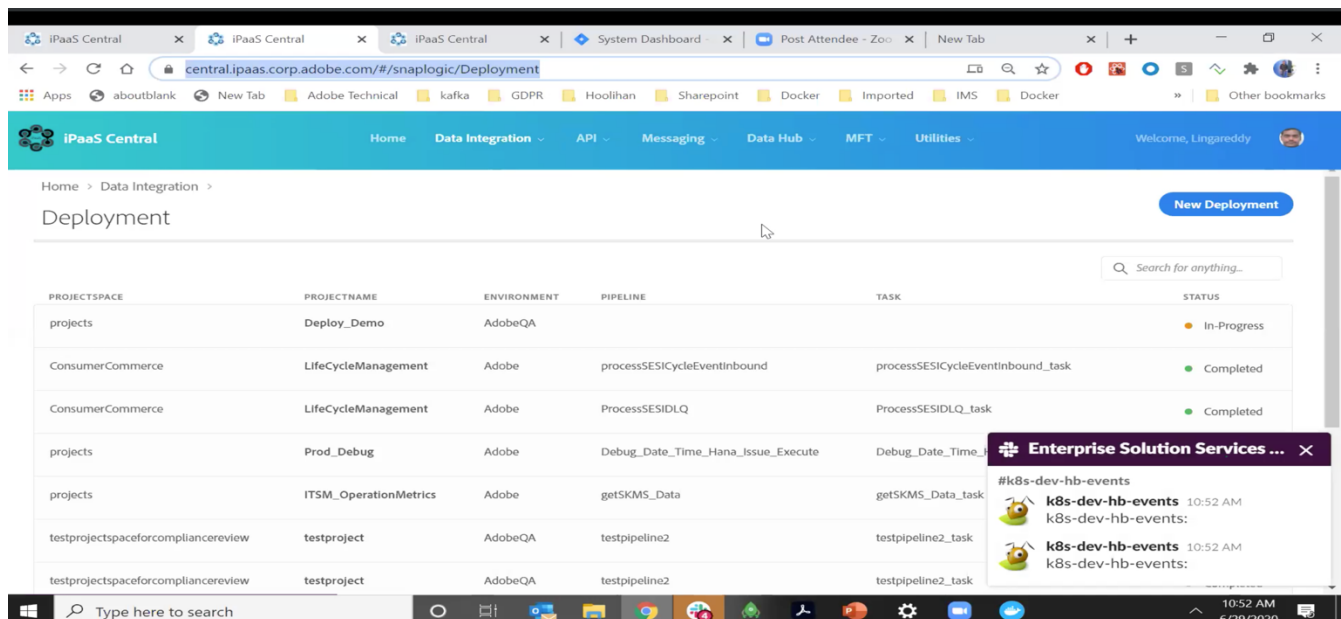 iPaaS Central iPaaS Central iPaaS Central System Dashboard - Post Attendee - Zoo New Tab
central.ipaas.corp.adobe.com/#/snaplogic/Deployment
Apps aboutblank New Tab Adobe Technical kafka GDPR Hoolihan Sharepoint Docker Imported IMS Docker » Other bookmarks
iPaaS Central Home Data Integration API Messaging Data Hub MFT Utilities Welcome, Lingareddy
Home > Data Integration >
Deployment New Deployment
Search for anything...
PROJECTSPACE PROJECTNAME ENVIRONMENT PIPELINE TASK STATUS
projects Deploy_Demo AdobeQA In-Progress
ConsumerCommerce LifeCycleManagement Adobe processSESICycleEventInbound processSESICycleEventInbound_task Completed
ConsumerCommerce LifeCycleManagement Adobe ProcessSESIDLQ ProcessSESIDLQ_task Completed
projects Prod_Debug Adobe Debug_Date_Time_Hana_Issue_Execute Debug_Date_Time_
projects ITSM_OperationMetrics Adobe getSKMS_Data getSKMS_Data_task
testprojectspaceforcompliancereview testproject AdobeQA testpipeline2 testpipeline2_task
testprojectspaceforcompliancereview testproject AdobeQA testpipeline2 testpipeline2_task
Enterprise Solution Services ...
#k8s-dev-hb-events
k8s-dev-hb-events 10:52 AM
k8s-dev-hb-events:
k8s-dev-hb-events 10:52 AM
k8s-dev-hb-events:
Type here to search 10:52 AM